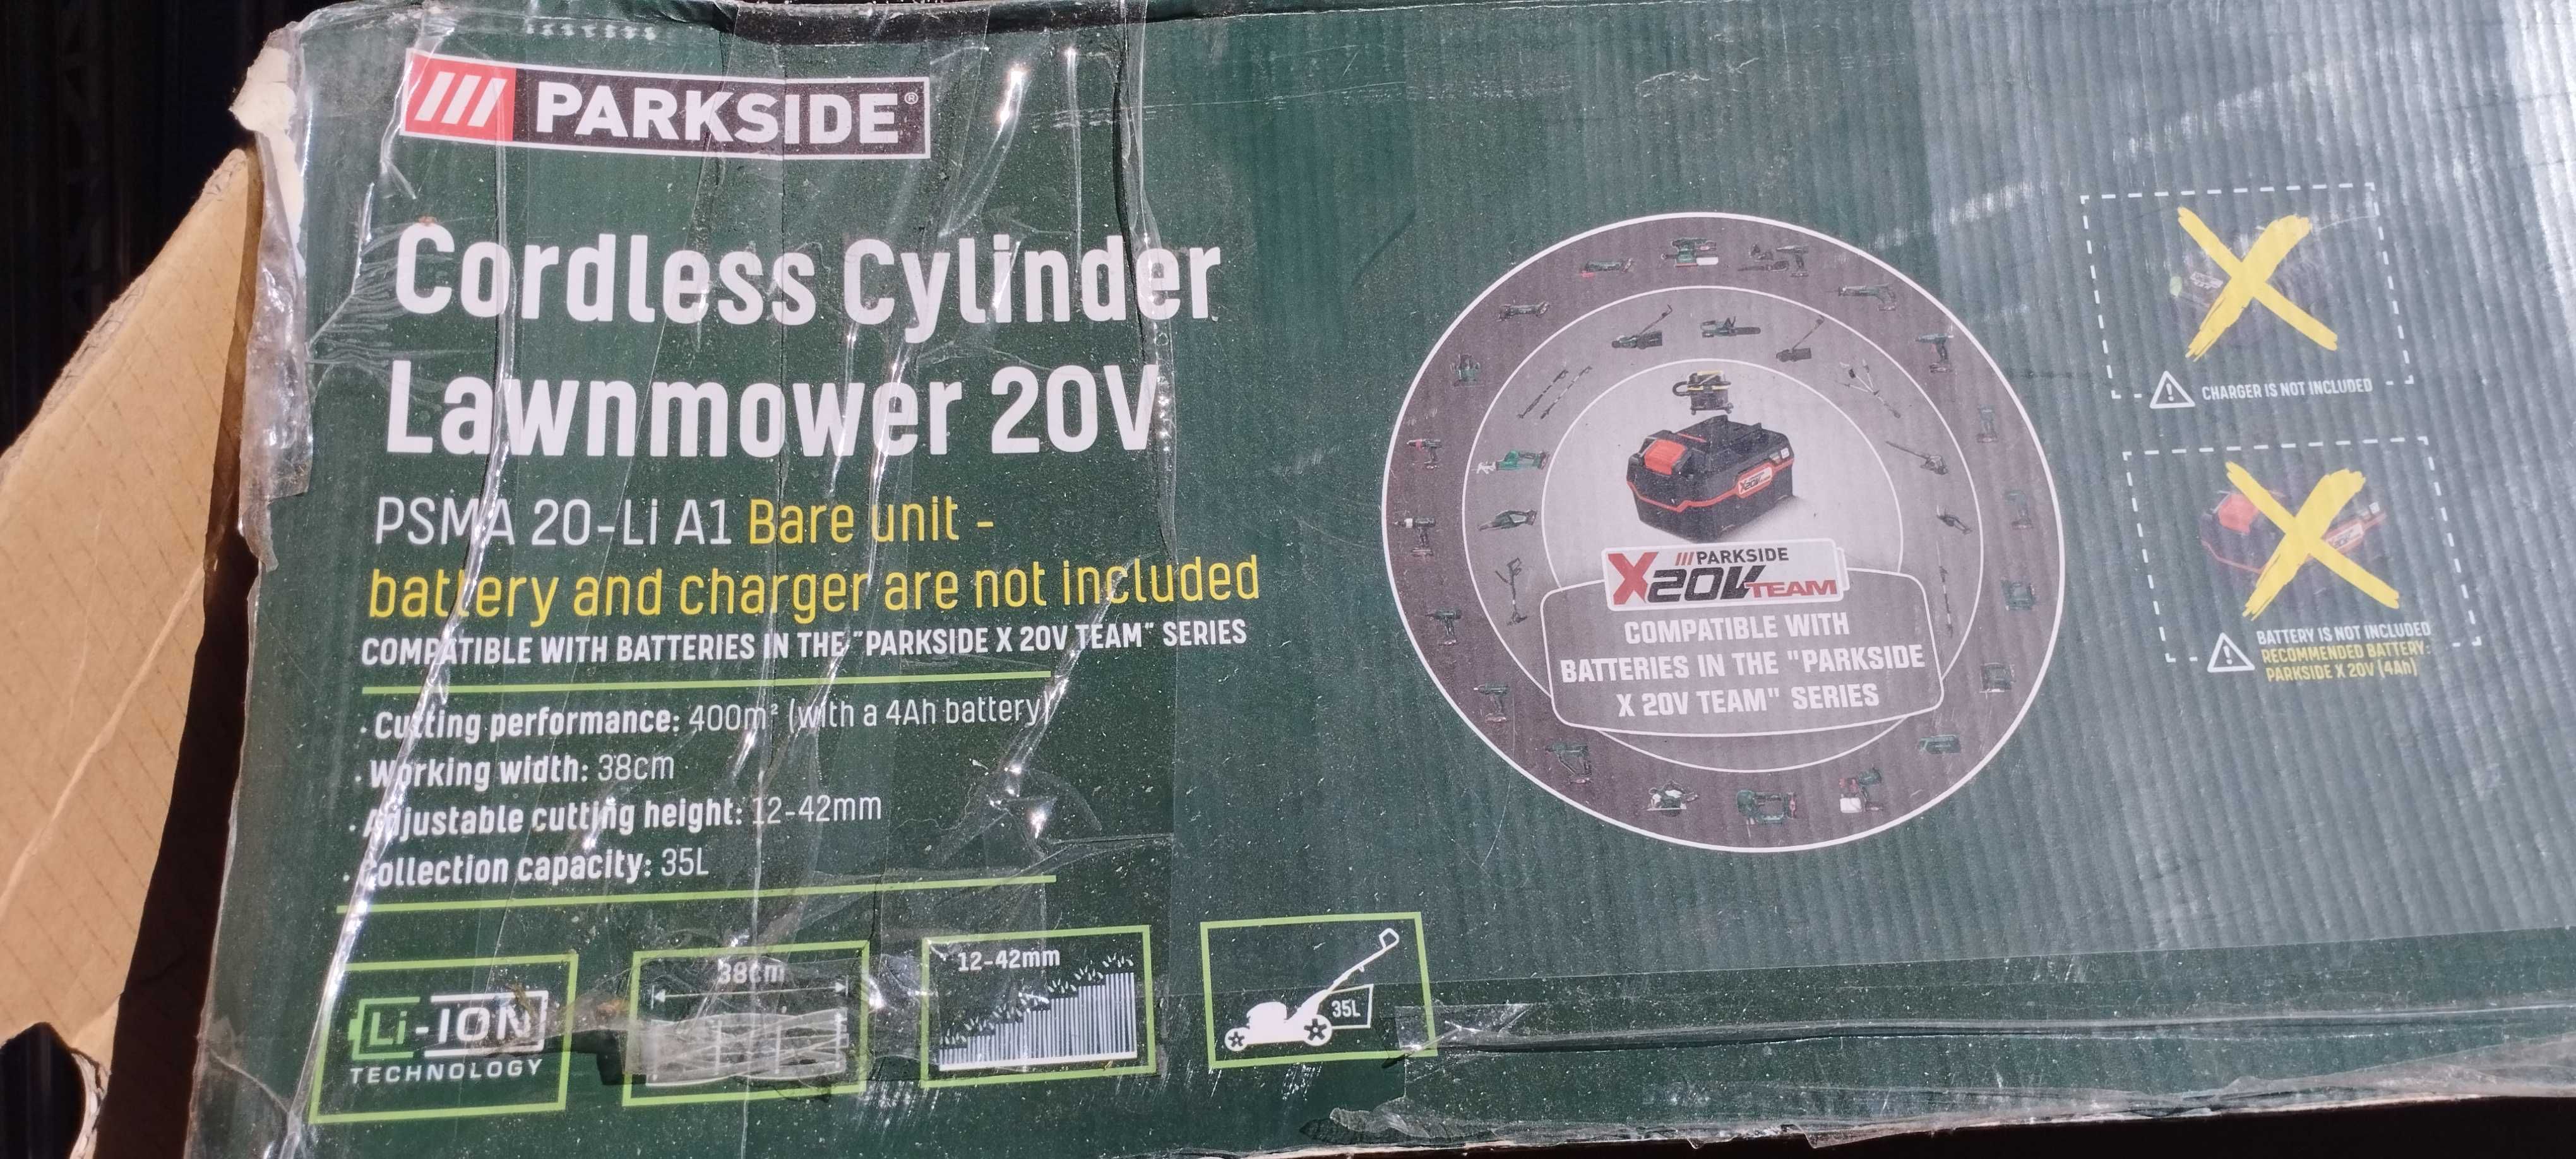 PARKSIDE®
Cordless Cylinder
Lawnmower 20V
PSMA 20-Li A1 Bare unit -
battery and charger are not included
COMPATIBLE WITH BATTERIES IN THE "PARKSIDE X 20V TEAM" SERIES
· Cutting performance: 400m² (with a 4Ah battery)
· Working width: 38cm
· Adjustable cutting height: 12-42mm
· Collection capacity: 35L
Li-ION
TECHNOLOGY
38cm
12-42mm
35L
PARKSIDE
X20V TEAM
COMPATIBLE WITH
BATTERIES IN THE "PARKSIDE
X 20V TEAM" SERIES
CHARGER IS NOT INCLUDED
BATTERY IS NOT INCLUDED
RECOMMENDED BATTERY:
PARKSIDE X 20V (4Ah)